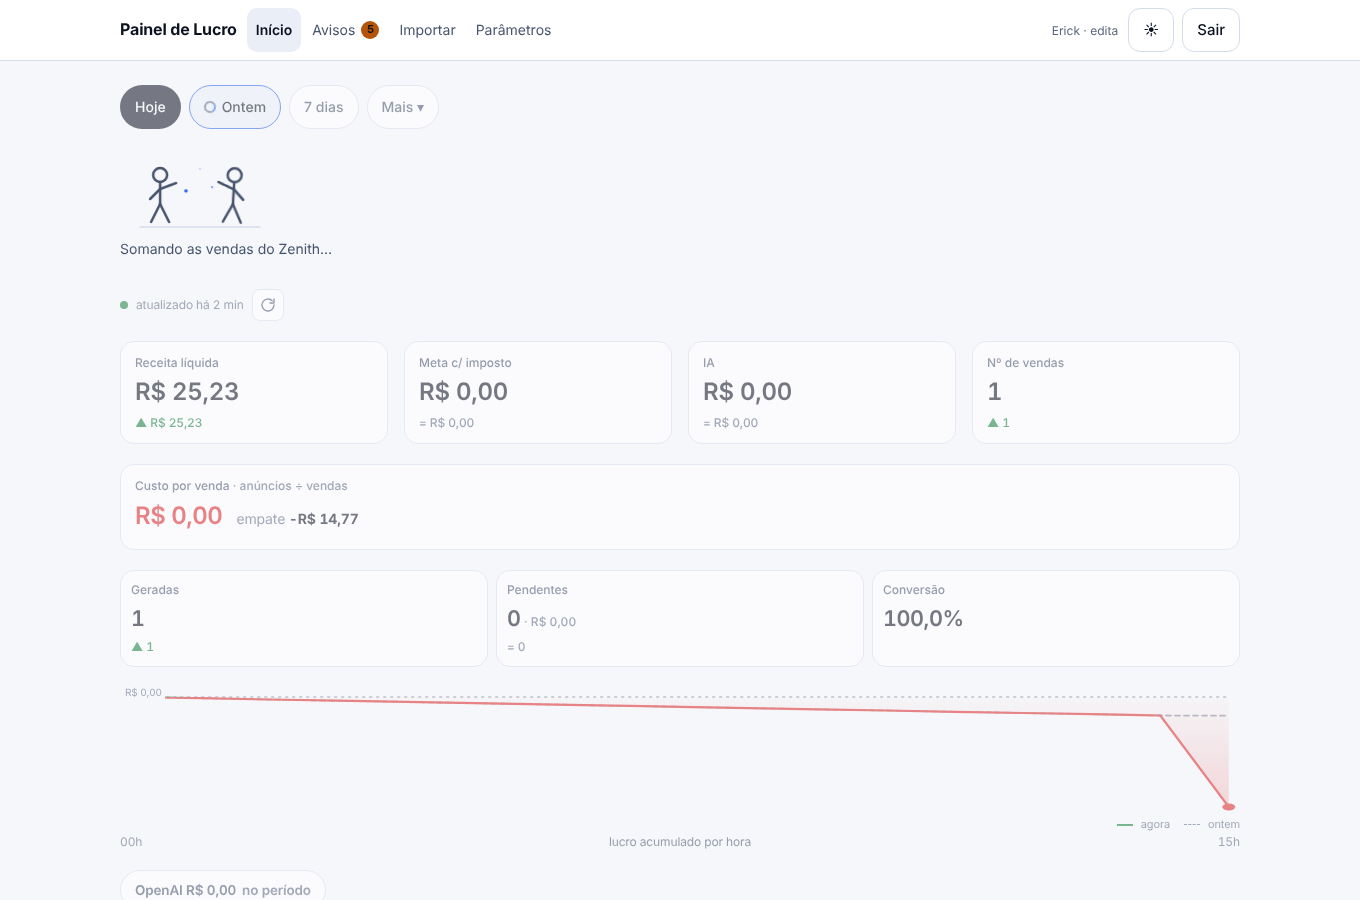 Painel de Lucro Início Avisos 5 Importar Parâmetros Erick · edita Sair
Hoje Ontem 7 dias Mais ▾
Somando as vendas do Zenith...
atualizado há 2 min
Receita líquida Meta c/ imposto IA Nº de vendas
R$ 25,23 R$ 0,00 R$ 0,00 1
▲ R$ 25,23 = R$ 0,00 = R$ 0,00 ▲ 1
Custo por venda · anúncios ÷ vendas
R$ 0,00 empate -R$ 14,77
Geradas Pendentes Conversão
1 0 · R$ 0,00 100,0%
▲ 1 = 0
R$ 0,00
agora ontem
00h lucro acumulado por hora 15h
OpenAI R$ 0,00 no período